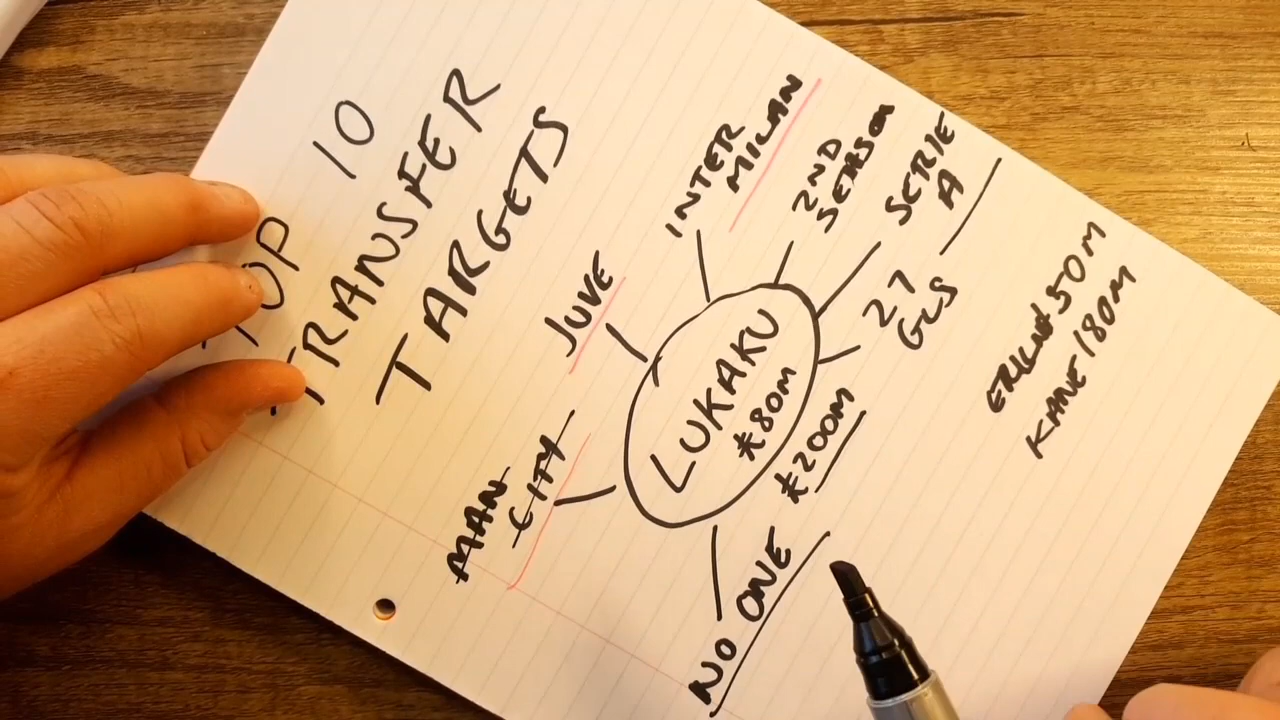 TOP 10
TRANSFER
TARGETS
INTER
MILAN
2ND
SEASON
SERIE
A
JUVE
27
GLS
LUKAKU
£80M
£200M
MAN
CITY
NO ONE
50M
KANE 180M